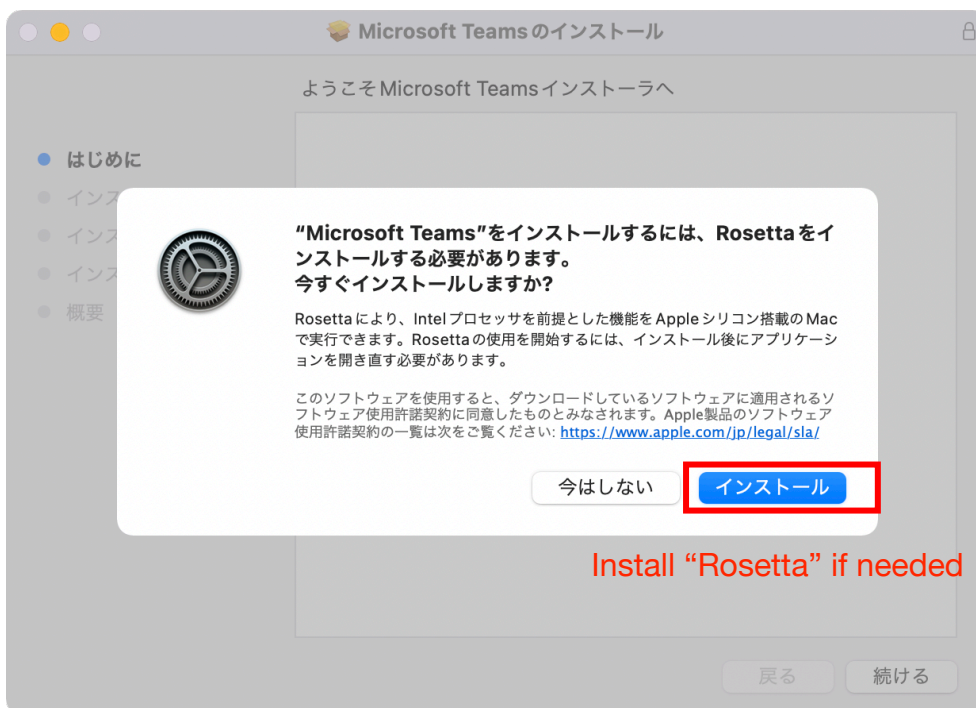 Microsoft Teamsのインストール
ようこそMicrosoft Teamsインストーラへ
はじめに
インス
インス
インス
概要
“Microsoft Teams”をインストールするには、Rosettaをイ
ンストールする必要があります。
今すぐインストールしますか?
Rosettaにより、Intelプロセッサを前提とした機能をAppleシリコン搭載のMac
で実行できます。Rosettaの使用を開始するには、インストール後にアプリケーシ
ョンを開き直す必要があります。
このソフトウェアを使用すると、ダウンロードしているソフトウェアに適用されるソ
フトウェア使用許諾契約に同意したものとみなされます。Apple製品のソフトウェア
使用許諾契約の一覧は次をご覧ください: https://www.apple.com/jp/legal/sla/
今はしない
インストール
Install “Rosetta” if needed
戻る
続ける